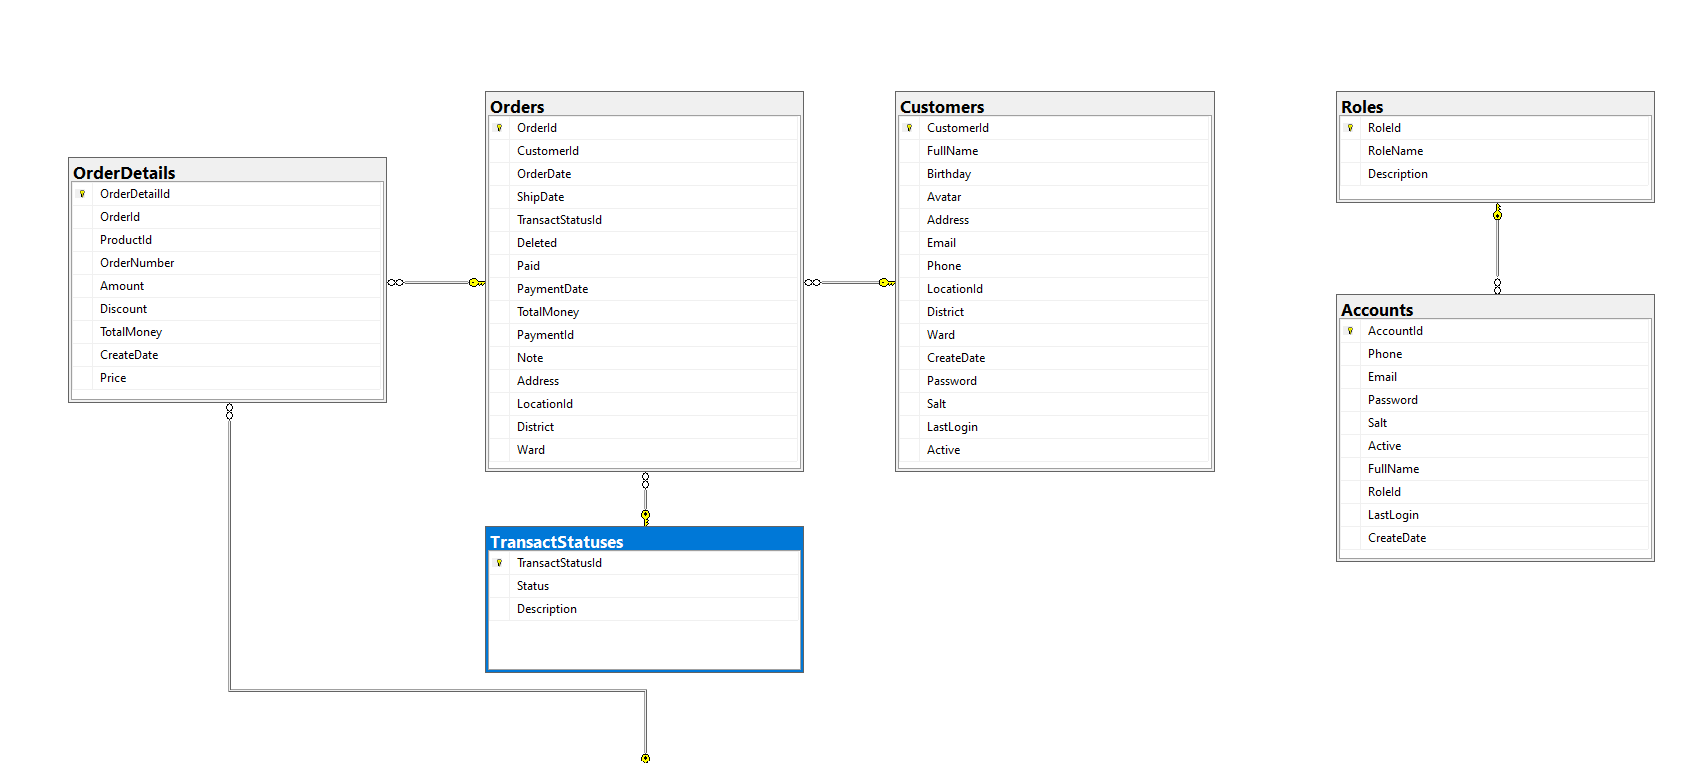 OrderDetails
OrderDetailId
OrderId
ProductId
OrderNumber
Amount
Discount
TotalMoney
CreateDate
Price
Orders
OrderId
CustomerId
OrderDate
ShipDate
TransactStatusId
Deleted
Paid
PaymentDate
TotalMoney
PaymentId
Note
Address
LocationId
District
Ward
TransactStatuses
TransactStatusId
Status
Description
Customers
CustomerId
FullName
Birthday
Avatar
Address
Email
Phone
LocationId
District
Ward
CreateDate
Password
Salt
LastLogin
Active
Roles
RoleId
RoleName
Description
Accounts
AccountId
Phone
Email
Password
Salt
Active
FullName
RoleId
LastLogin
CreateDate